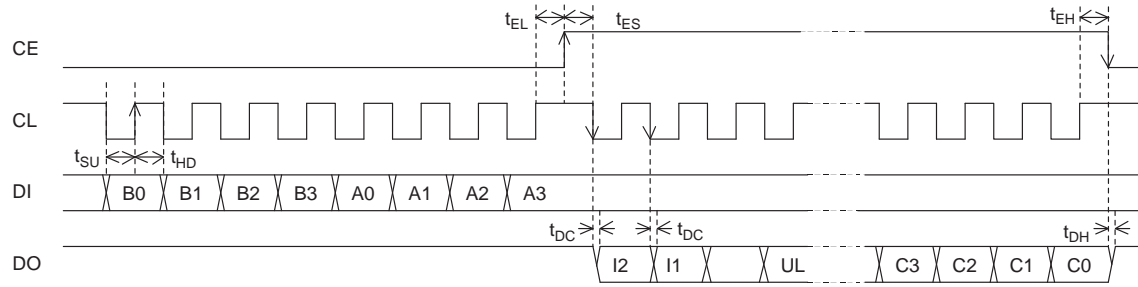 tEL tES tEH
CE
CL
tSU tHD
DI B0 B1 B2 B3 A0 A1 A2 A3
tDC tDC tDH
DO I2 I1 UL C3 C2 C1 C0